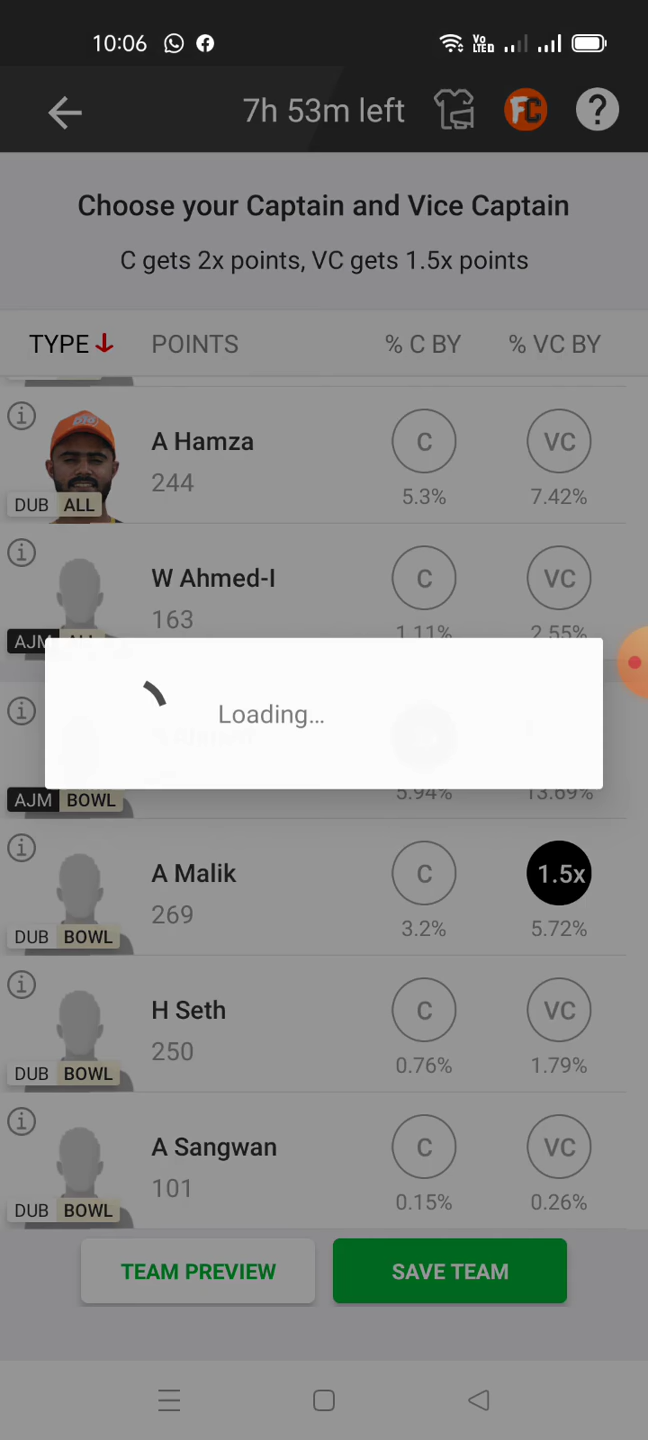 10:06
Vo LTED
7h 53m left FC ?
Choose your Captain and Vice Captain
C gets 2x points, VC gets 1.5x points
TYPE POINTS % C BY % VC BY
i A Hamza C VC
244 5.3% 7.42%
DUB ALL
i W Ahmed-I C VC
163 1.11% 2.55%
AJM ALL
i
Loading...
AJM BOWL 5.94% 13.69%
i A Malik C 1.5x
269 3.2% 5.72%
DUB BOWL
i H Seth C VC
250 0.76% 1.79%
DUB BOWL
i A Sangwan C VC
101 0.15% 0.26%
DUB BOWL
TEAM PREVIEW SAVE TEAM